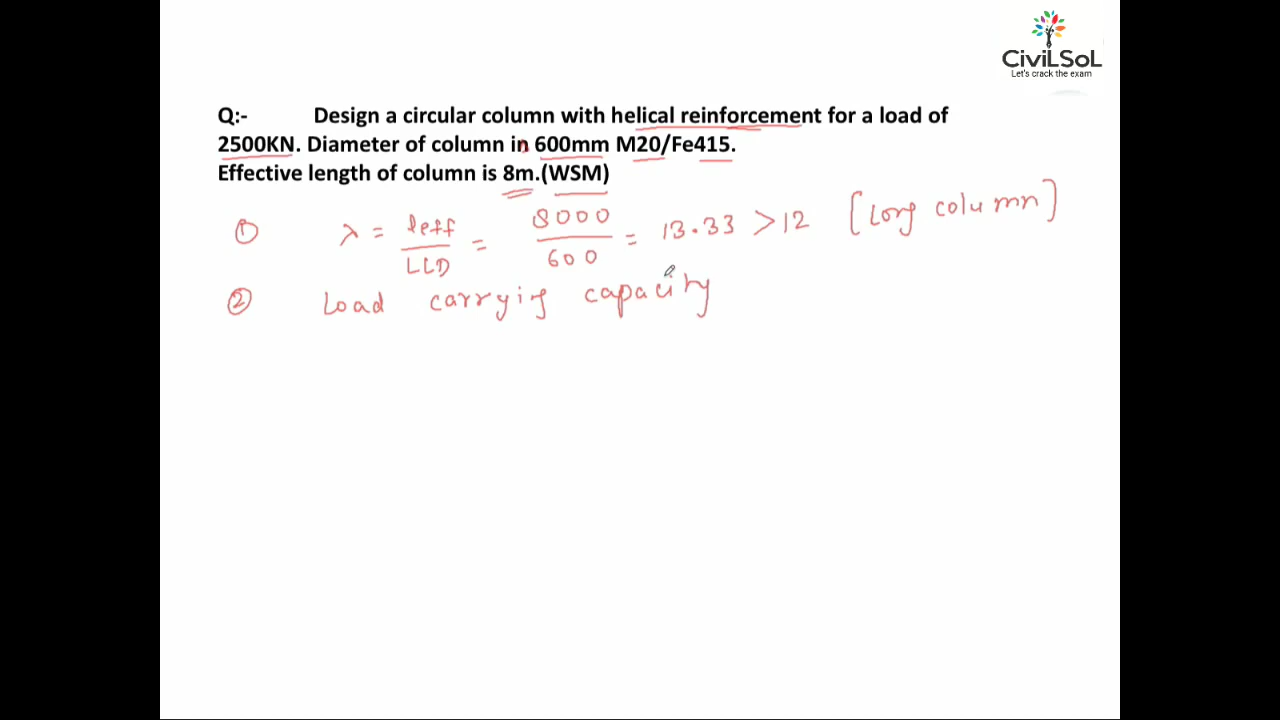 CiviLSoL
Let's crack the exam
Q:- Design a circular column with helical reinforcement for a load of
2500KN. Diameter of column in 600mm M20/Fe415.
Effective length of column is 8m.(WSM)
① λ = leff / LLD = 8000 / 600 = 13.33 > 12 [Long column]
② Load carrying capacity